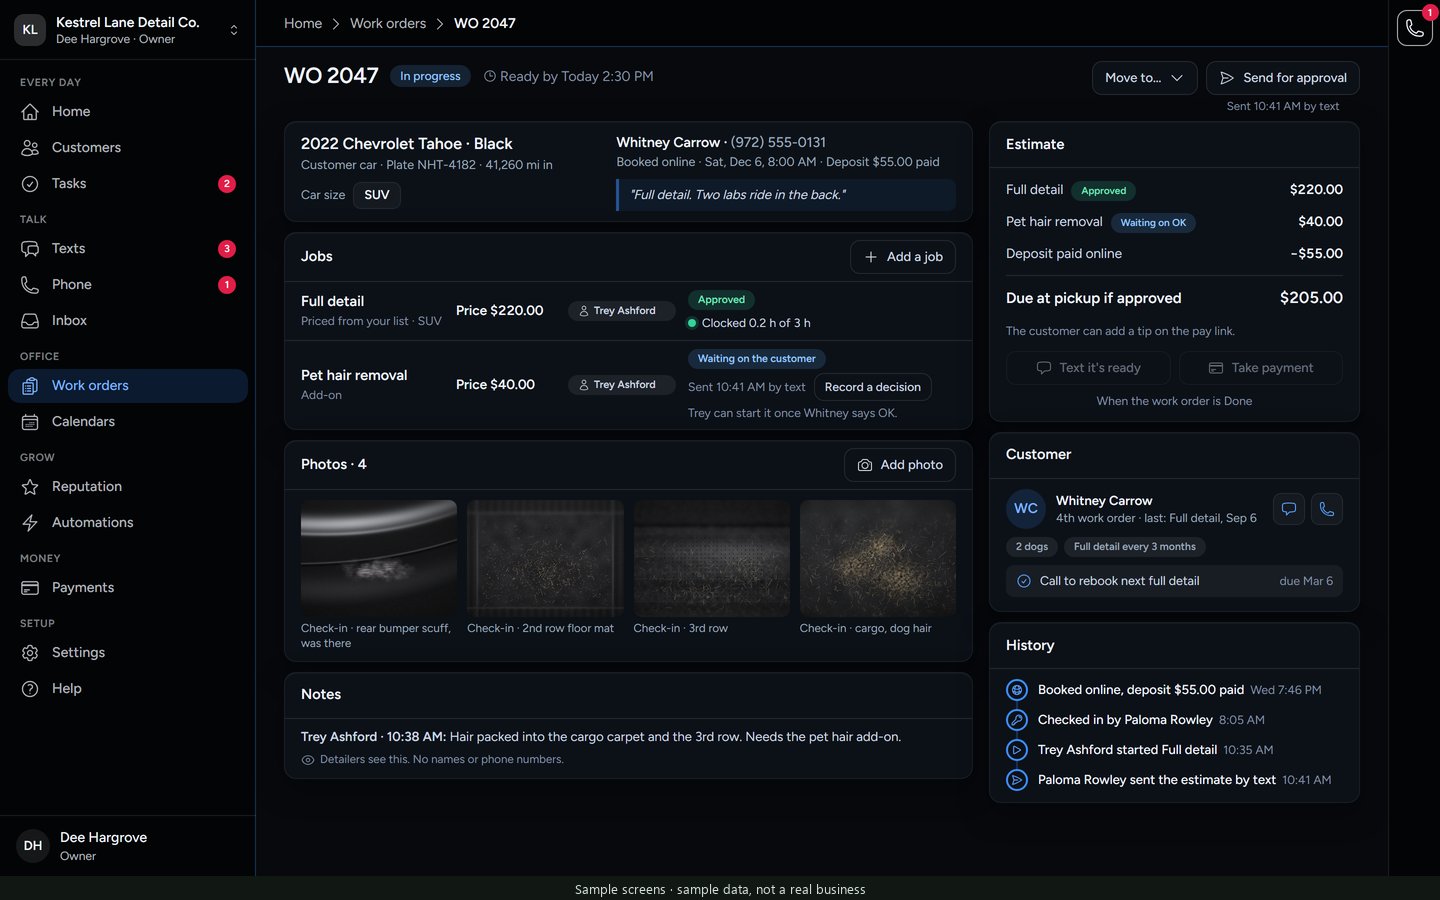 KL
Kestrel Lane Detail Co.
Dee Hargrove · Owner
EVERY DAY
Home
Customers
Tasks
2
TALK
Texts
3
Phone
1
Inbox
OFFICE
Work orders
Calendars
GROW
Reputation
Automations
MONEY
Payments
SETUP
Settings
Help
DH
Dee Hargrove
Owner
Home > Work orders > WO 2047
1
WO 2047 In progress Ready by Today 2:30 PM
Move to...
Send for approval
Sent 10:41 AM by text
2022 Chevrolet Tahoe · Black
Customer car · Plate NHT-4182 · 41,260 mi in
Car size SUV
Whitney Carrow · (972) 555-0131
Booked online · Sat, Dec 6, 8:00 AM · Deposit $55.00 paid
"Full detail. Two labs ride in the back."
Jobs
Add a job
Full detail
Priced from your list · SUV
Price $220.00
Trey Ashford
Approved
Clocked 0.2 h of 3 h
Pet hair removal
Add-on
Price $40.00
Trey Ashford
Waiting on the customer
Sent 10:41 AM by text
Record a decision
Trey can start it once Whitney says OK.
Photos · 4
Add photo
Check-in · rear bumper scuff,
was there
Check-in · 2nd row floor mat
Check-in · 3rd row
Check-in · cargo, dog hair
Notes
Trey Ashford · 10:38 AM: Hair packed into the cargo carpet and the 3rd row. Needs the pet hair add-on.
Detailers see this. No names or phone numbers.
Estimate
Full detail Approved $220.00
Pet hair removal Waiting on OK $40.00
Deposit paid online -$55.00
Due at pickup if approved $205.00
The customer can add a tip on the pay link.
Text it's ready
Take payment
When the work order is Done
Customer
WC
Whitney Carrow
4th work order · last: Full detail, Sep 6
2 dogs
Full detail every 3 months
Call to rebook next full detail due Mar 6
History
Booked online, deposit $55.00 paid Wed 7:46 PM
Checked in by Paloma Rowley 8:05 AM
Trey Ashford started Full detail 10:35 AM
Paloma Rowley sent the estimate by text 10:41 AM
Sample screens · sample data, not a real business